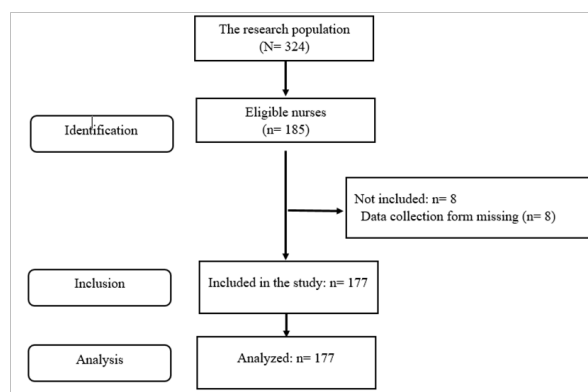 The research population
(N= 324)
Eligible nurses
(n= 185)
Identification
Not included: n= 8
Data collection form missing (n= 8)
Inclusion
Included in the study: n= 177
Analysis
Analyzed: n= 177